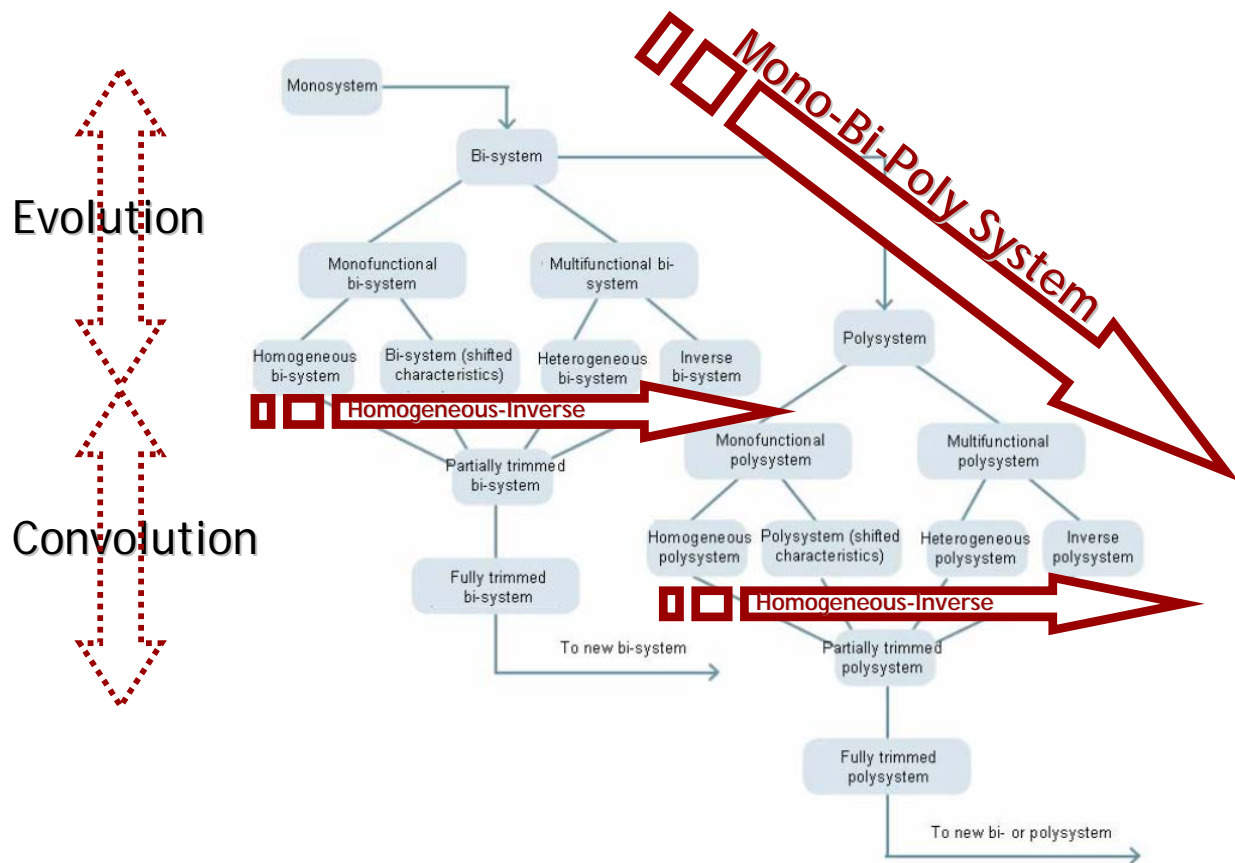 Mono-Bi-Poly System
Monosystem
Bi-system
Evolution
Monofunctional
bi-system
Multifunctional bi-
system
Homogeneous
bi-system
Bi-system (shifted
characteristics)
Heterogeneous
bi-system
Inverse
bi-system
Polysystem
Homogeneous-Inverse
Partially trimmed
bi-system
Monofunctional
polysystem
Multifunctional
polysystem
Convolution
Homogeneous
polysystem
Polysystem (shifted
characteristics)
Heterogeneous
polysystem
Inverse
polysystem
Fully trimmed
bi-system
Homogeneous-Inverse
To new bi-system
Partially trimmed
polysystem
Fully trimmed
polysystem
To new bi- or polysystem